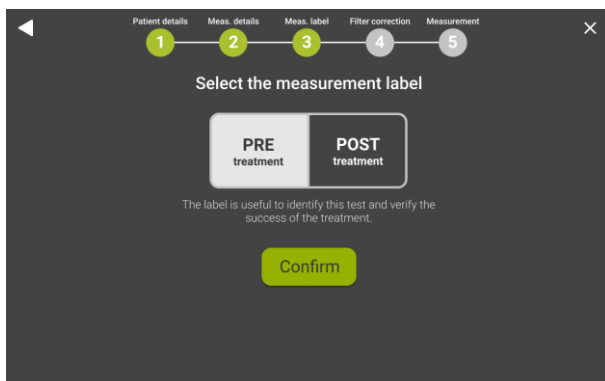 Patient details Meas. details Meas. label Filter correction Measurement
1 2 3 4 5
Select the measurement label
PRE POST
treatment treatment
The label is useful to identify this test and verify the
success of the treatment.
Confirm